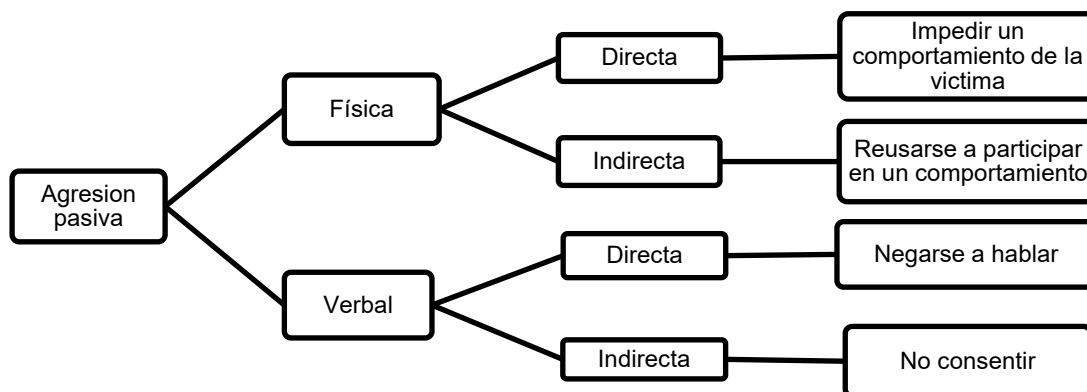 Agresion
pasiva
Física
Directa
Impedir un
comportamiento de la
victima
Indirecta
Reusarse a participar
en un comportamiento
Verbal
Directa
Negarse a hablar
Indirecta
No consentir